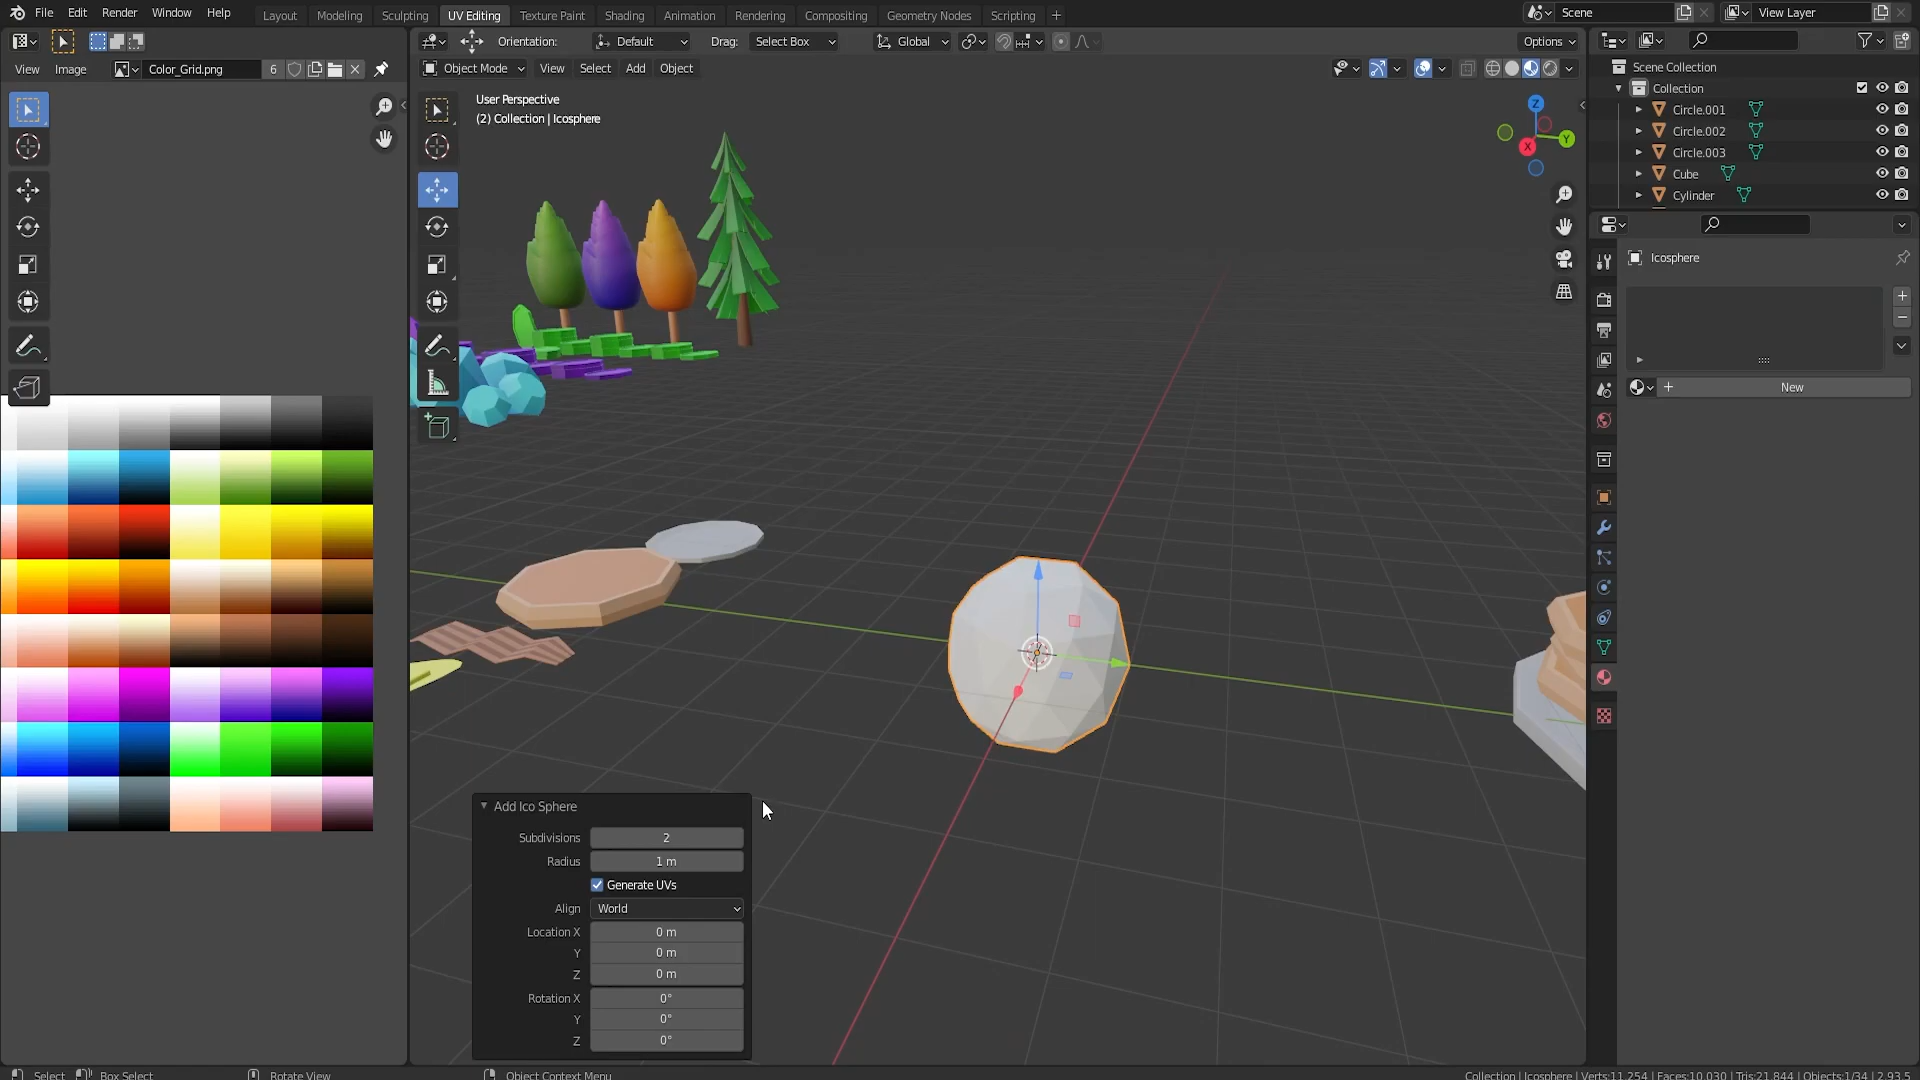 File Edit Render Window Help Layout Modeling Sculpting UV Editing Texture Paint Shading Animation Rendering Compositing Geometry Nodes Scripting + Scene View Layer
Orientation: Default Drag: Select Box Global Options
View Image Color_Grid.png 6 Object Mode View Select Add Object
Scene Collection
Collection
Circle.001
Circle.002
Circle.003
Cube
Cylinder
User Perspective
(2) Collection | Icosphere
Z
Y
X
Icosphere
New
Add Ico Sphere
Subdivisions 2
Radius 1 m
Generate UVs
Align World
Location X 0 m
Y 0 m
Z 0 m
Rotation X 0°
Y 0°
Z 0°
Select Box Select Rotate View Object Context Menu Collection | Icosphere | Verts:11,254 | Faces:10,030 | Tris:21,844 | Objects:1/34 | 2.93.5